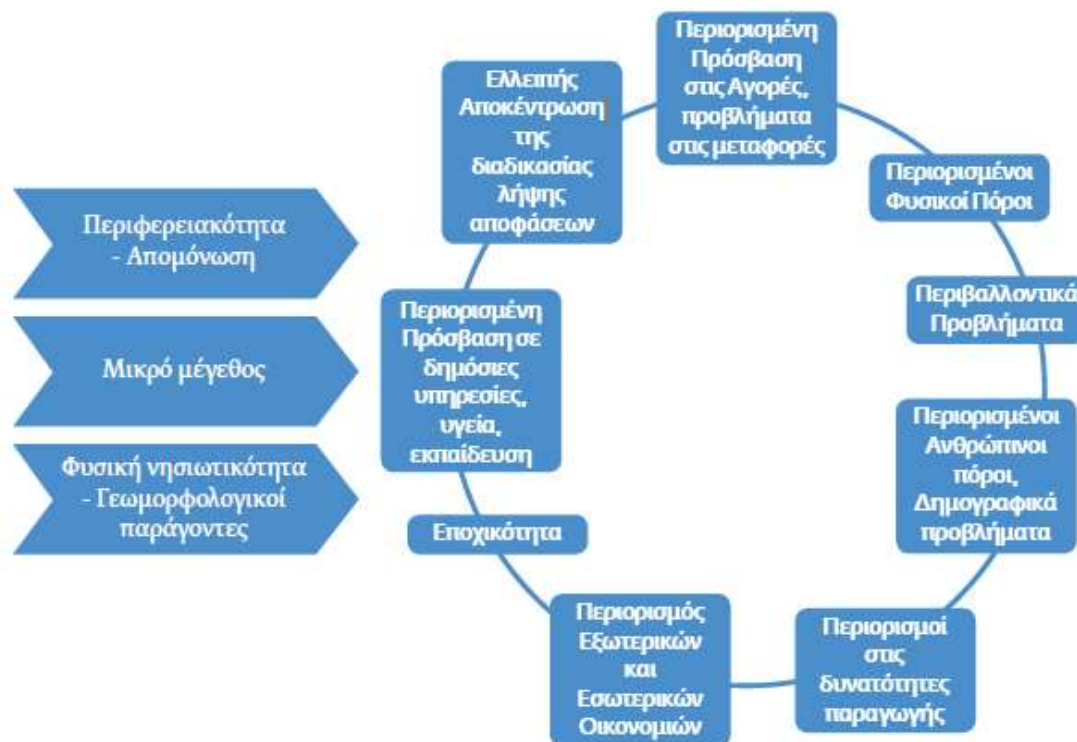 Περιφερειακότητα
- Απομόνωση
Μικρό μέγεθος
Φυσική νησιωτικότητα
- Γεωμορφολογικοί
παράγοντες
Περιορισμένη
Πρόσβαση
στις Αγορές,
προβλήματα
στις μεταφορές
Περιορισμένοι
Φυσικοί Πόροι
Περιβαλλοντικά
Προβλήματα
Περιορισμένοι
Ανθρώπινοι
πόροι,
Δημογραφικά
προβλήματα
Περιορισμοί
στις
δυνατότητες
παραγωγής
Περιορισμός
Εξωτερικών
και
Εσωτερικών
Οικονομιών
Εποχικότητα
Περιορισμένη
Πρόσβαση σε
δημόσιες
υπηρεσίες,
υγεία,
εκπαίδευση
Ελλειπής
Αποκέντρωση
της
διαδικασίας
λήψης
αποφάσεων